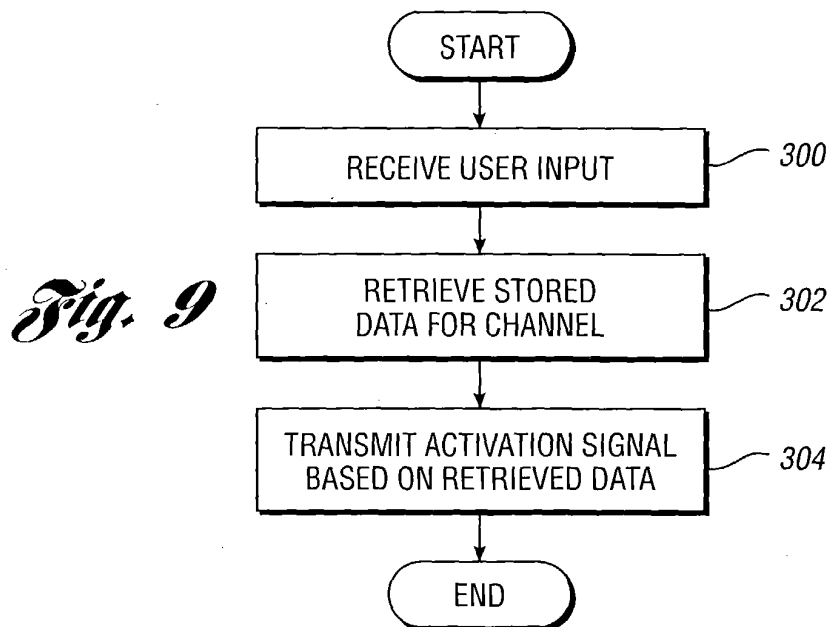 START
RECEIVE USER INPUT
300
RETRIEVE STORED
DATA FOR CHANNEL
302
Fig. 9
TRANSMIT ACTIVATION SIGNAL
BASED ON RETRIEVED DATA
304
END